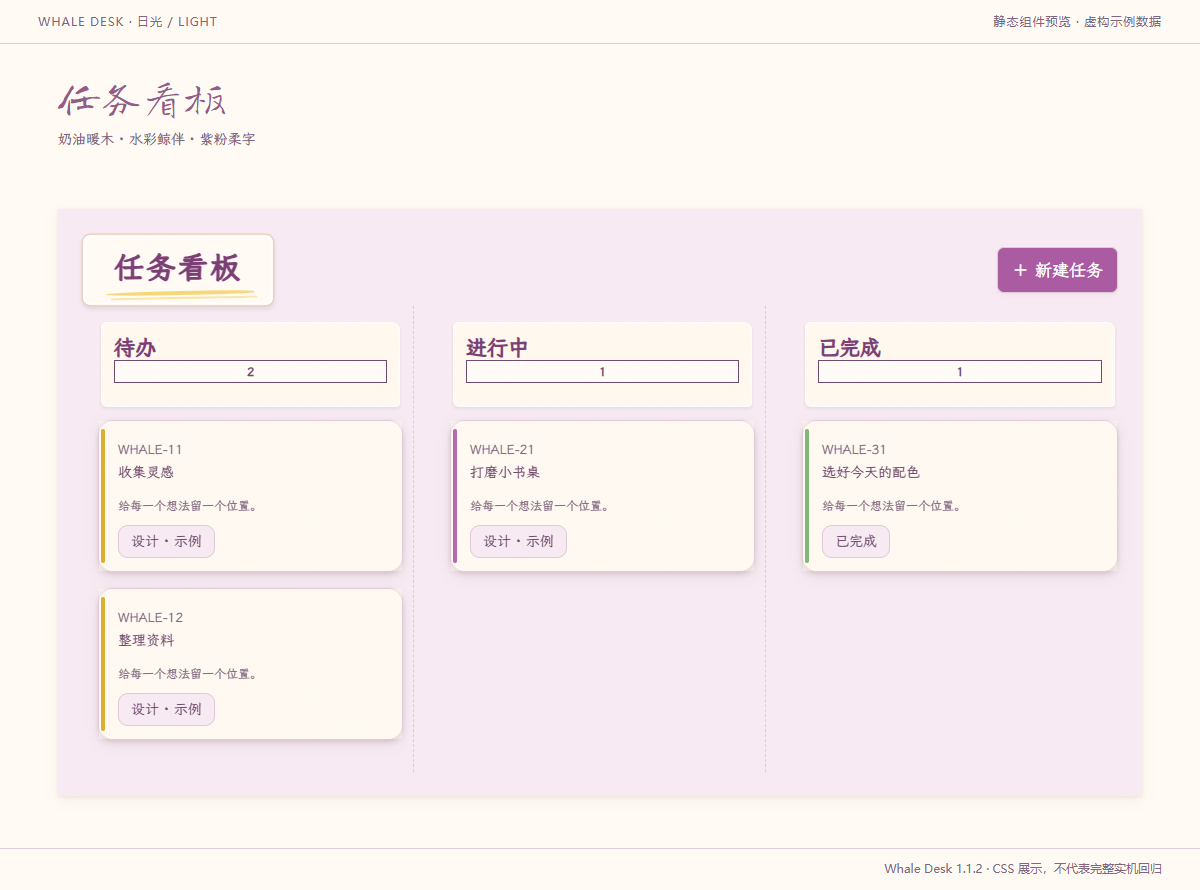 WHALE DESK · 日光 / LIGHT
静态组件预览 · 虚构示例数据
任务看板
奶油暖木 · 水彩鲸伴 · 紫粉柔字
任务看板
+ 新建任务
待办
2
WHALE-11
收集灵感
给每一个想法留一个位置。
设计 · 示例
WHALE-12
整理资料
给每一个想法留一个位置。
设计 · 示例
进行中
1
WHALE-21
打磨小书桌
给每一个想法留一个位置。
设计 · 示例
已完成
1
WHALE-31
选好今天的配色
给每一个想法留一个位置。
已完成
Whale Desk 1.1.2 · CSS 展示，不代表完整实机回归